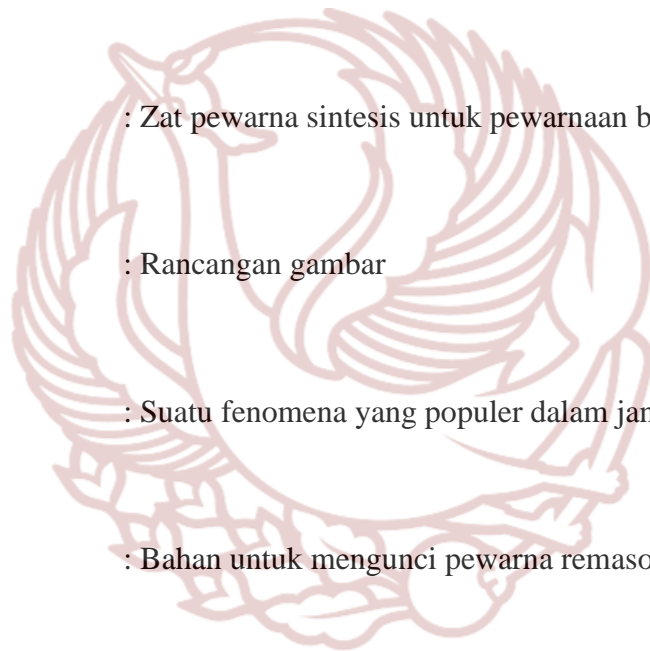 : Zat pewarna sintesis untuk pewarnaan
: Rancangan gambar
: Suatu fenomena yang populer dalam
: Bahan untuk mengunci pewarna